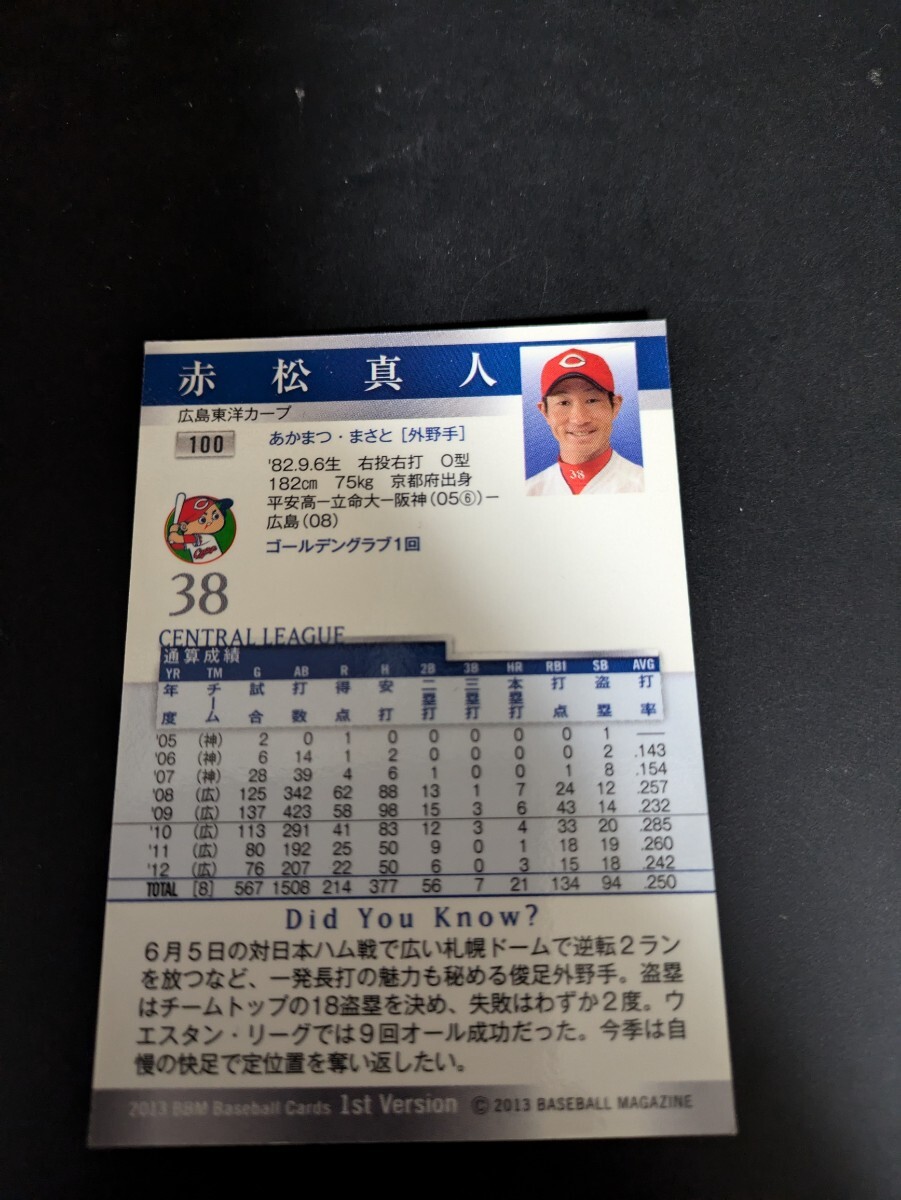 赤松真人
広島東洋カープ
100
あかまつ・まさと［外野手］
'82.9.6生 右投右打 O型
182cm 75kg 京都府出身
平安高ー立命大ー阪神(05⑥)ー
広島(08)
ゴールデングラブ1回
38
38
CENTRAL LEAGUE
通算成績
YR TM G AB R H 2B 3B HR RBI SB AVG
年度 チーム 試合 打数 得点 安打 二塁打 三塁打 本塁打 打点 盗塁 打率
'05 (神) 2 0 1 0 0 0 0 0 1 ―
'06 (神) 6 14 1 2 0 0 0 0 2 .143
'07 (神) 28 39 4 6 1 0 0 1 8 .154
'08 (広) 125 342 62 88 13 1 7 24 12 .257
'09 (広) 137 423 58 98 15 3 6 43 14 .232
'10 (広) 113 291 41 83 12 3 4 33 20 .285
'11 (広) 80 192 25 50 9 0 1 18 19 .260
'12 (広) 76 207 22 50 6 0 3 15 18 .242
TOTAL [8] 567 1508 214 377 56 7 21 134 94 .250
Did You Know?
6月5日の対日本ハム戦で広い札幌ドームで逆転2ラン
を放つなど、一発長打の魅力も秘める俊足外野手。盗塁
はチームトップの18盗塁を決め、失敗はわずか2度。ウ
エスタン・リーグでは9回オール成功だった。今季は自
慢の快足で定位置を奪い返したい。
2013 BBM Baseball Cards 1st Version © 2013 BASEBALL MAGAZINE